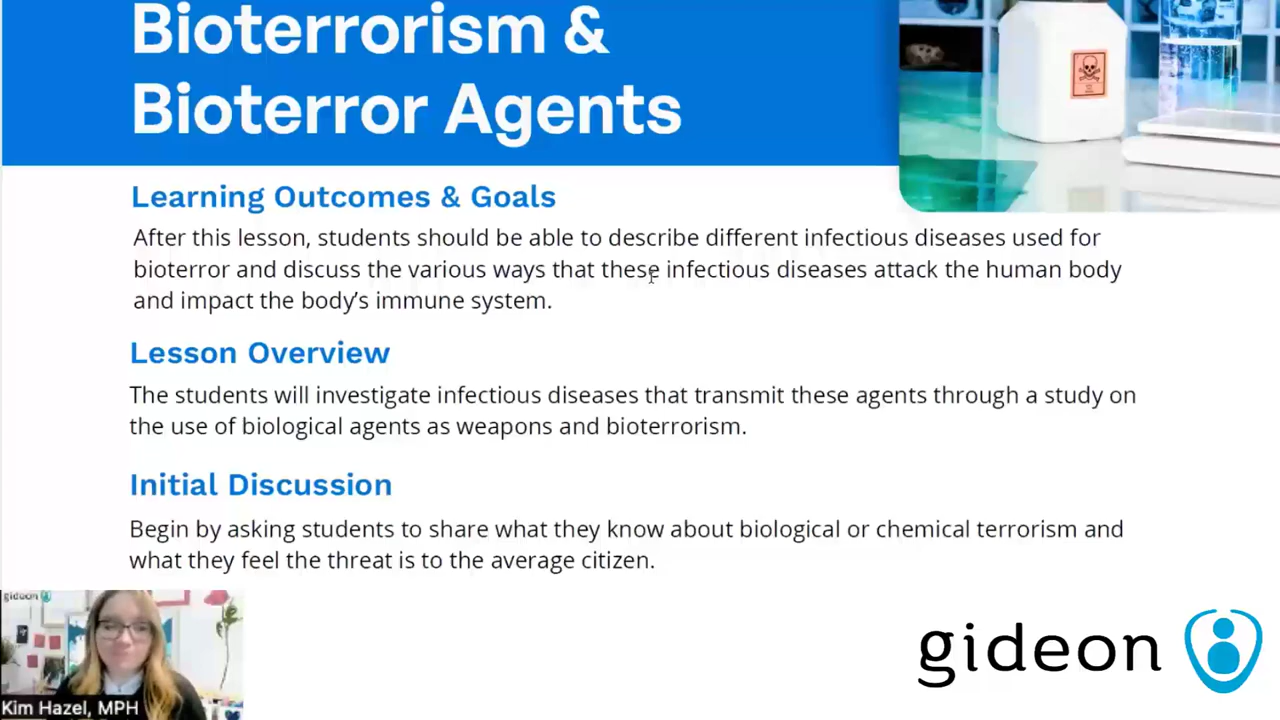 Bioterrorism &
Bioterror Agents
Learning Outcomes & Goals
After this lesson, students should be able to describe different infectious diseases used for
bioterror and discuss the various ways that these infectious diseases attack the human body
and impact the body’s immune system.
Lesson Overview
The students will investigate infectious diseases that transmit these agents through a study on
the use of biological agents as weapons and bioterrorism.
Initial Discussion
Begin by asking students to share what they know about biological or chemical terrorism and
what they feel the threat is to the average citizen.
gideon
Kim Hazel, MPH
gideon